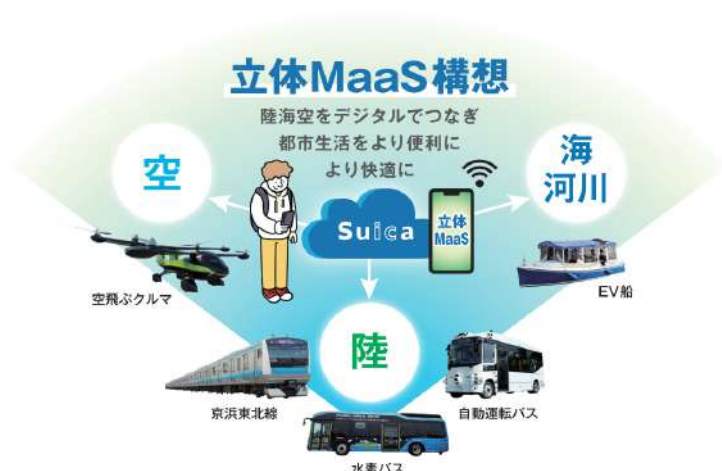 立体MaaS構想
陸海空をデジタルでつなぎ
都市生活をより便利に
より快適に
空
海
河川
Suica
立体
MaaS
空飛ぶクルマ
EV船
陸
京浜東北線
自動運転バス
水素バス